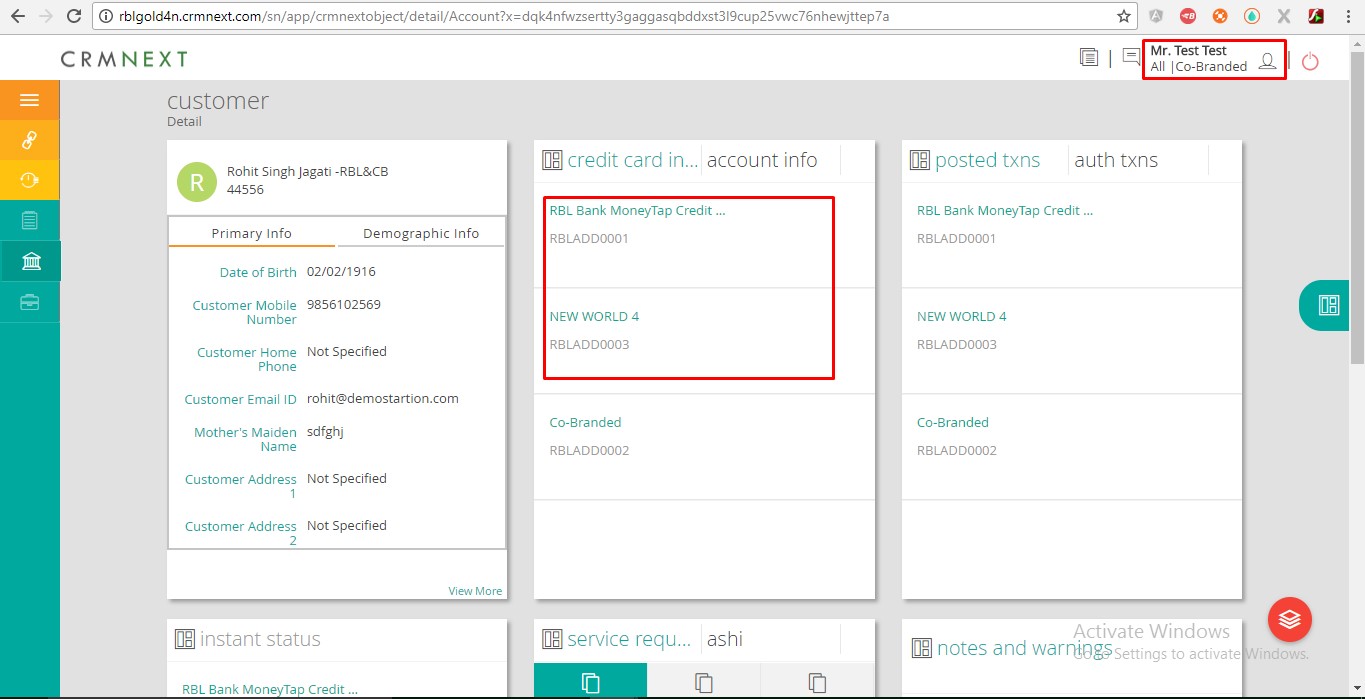 rblgold4n.crmnext.com/sn/app/crmnextobject/detail/Account?x=dqk4nfwzsertty3gaggasqbddxst3l9cup25vwc76nhewjttep7a
CRMNEXT
Mr. Test Test
All |Co-Branded
customer
Detail
R
Rohit Singh Jagati -RBL&CB
44556
Primary Info
Demographic Info
Date of Birth 02/02/1916
Customer Mobile 9856102569
Number
Customer Home Not Specified
Phone
Customer Email ID rohit@demostartion.com
Mother's Maiden sdfghj
Name
Customer Address Not Specified
1
Customer Address Not Specified
2
View More
credit card in...
account info
RBL Bank MoneyTap Credit ...
RBLADD0001
NEW WORLD 4
RBLADD0003
Co-Branded
RBLADD0002
posted txns
auth txns
RBL Bank MoneyTap Credit ...
RBLADD0001
NEW WORLD 4
RBLADD0003
Co-Branded
RBLADD0002
instant status
RBL Bank MoneyTap Credit ...
service requ...
ashi
notes and warnings
Activate Windows
Go to Settings to activate Windows.